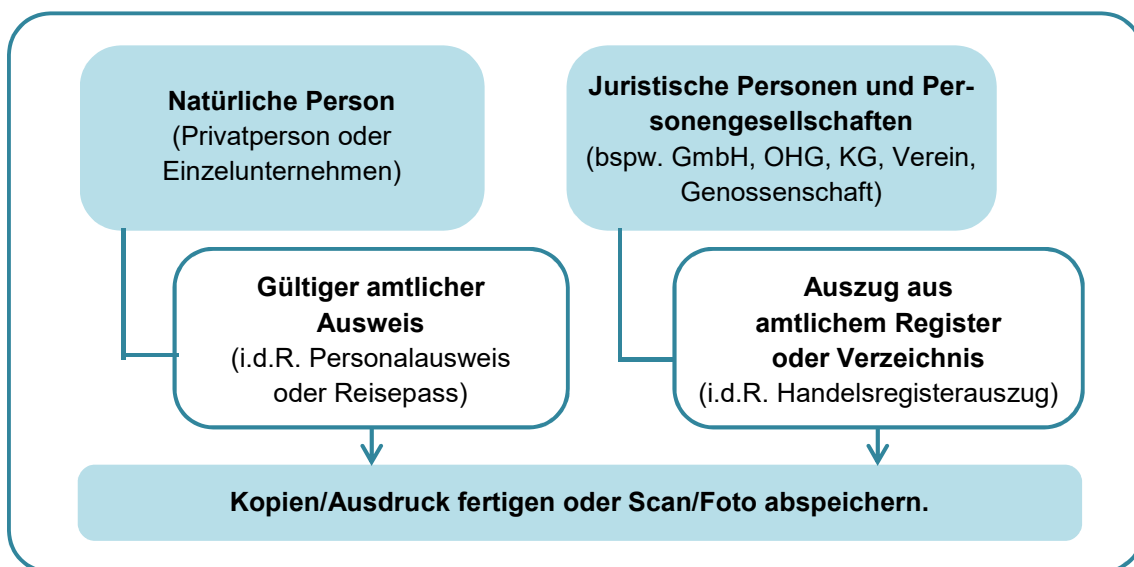 Natürliche Person
(Privatperson oder
Einzelunternehmen)
Juristische Personen und Per-
sonengesellschaften
(bspw. GmbH, OHG, KG, Verein,
Genossenschaft)
Gültiger amtlicher
Ausweis
(i.d.R. Personalausweis
oder Reisepass)
Auszug aus
amtlichem Register
oder Verzeichnis
(i.d.R. Handelsregisterauszug)
Kopien/Ausdruck fertigen oder Scan/Foto abspeichern.